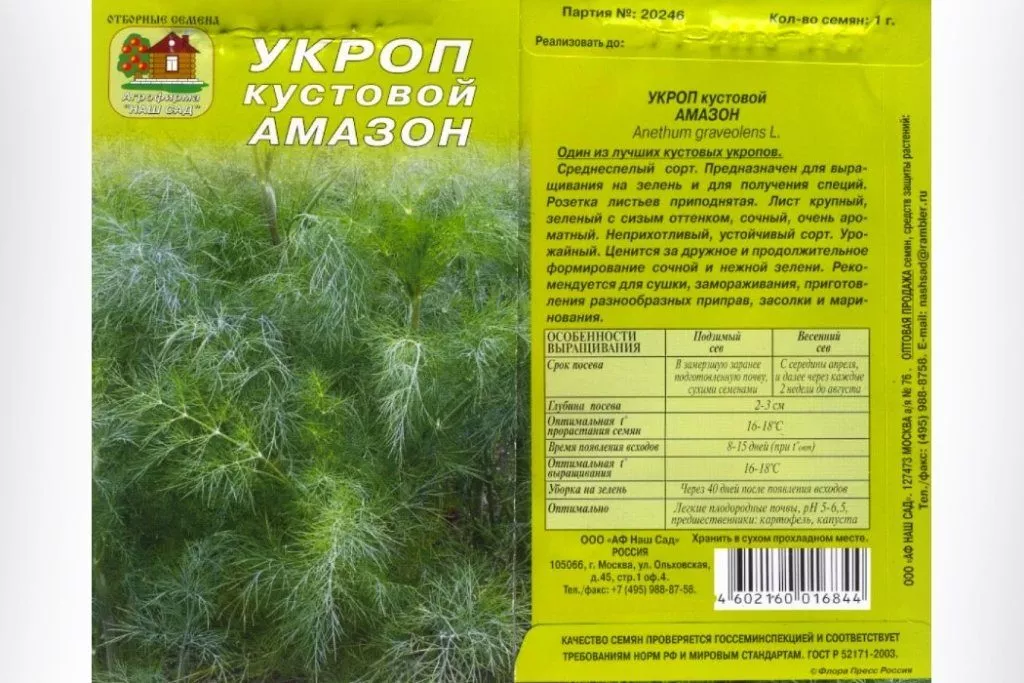 ОТБОРНЫЕ СЕМЕНА
Агрофирма
"НАШ САД"
УКРОП
КУСТОВОЙ
АМАЗОН
Партия №: 20246
Кол-во семян: 1 г.
Реализовать до:
УКРОП кустовой
АМАЗОН
Anethum graveolens L.
Один из лучших кустовых укропов.
Среднеспелый сорт. Предназначен для выра-
щивания на зелень и для получения специй.
Розетка листьев приподнятая. Лист крупный,
зеленый с сизым оттенком, сочный, очень аро-
матный. Неприхотливый, устойчивый сорт. Уро-
жайный. Ценится за дружное и продолжительное
формирование сочной и нежной зелени. Реко-
мендуется для сушки, замораживания, приготов-
ления разнообразных приправ, засолки и мари-
нования.
ОСОБЕННОСТИ
ВЫРАЩИВАНИЯ
Подзимый
сев
Весенний
сев
Срок посева
В замерзшую заранее
подготовленную почву,
сухими семенами
С середины апреля,
и далее через каждые
2 недели до августа
Глубина посева
2-3 см
Оптимальная t°
прорастания семян
16-18°С
Время появления всходов
8-15 дней (при t°опт)
Оптимальная t°
выращивания
16-18°С
Уборка на зелень
Через 40 дней после появления всходов
Оптимально
Легкие плодородные почвы, pH 5-6,5,
предшественники: картофель, капуста
ООО «АФ Наш Сад»
РОССИЯ
105066, г. Москва, ул. Ольховская,
д.45, стр.1 оф.4.
Тел./факс: +7 (495) 988-87-58.
Хранить в сухом прохладном месте.
4 602160 016844
КАЧЕСТВО СЕМЯН ПРОВЕРЯЕТСЯ ГОССЕМИНСПЕКЦИЕЙ И СООТВЕТСТВУЕТ
ТРЕБОВАНИЯМ НОРМ РФ И МИРОВЫМ СТАНДАРТАМ. ГОСТ Р 52171-2003.
© Флора Пресс Россия
ООО «АФ НАШ САД». 127473 МОСКВА а/я № 76. ОПТОВАЯ ПРОДАЖА семян, средств защиты растений:
Тел./факс: (495) 988-8758. E-mail: nashsad@rambler.ru